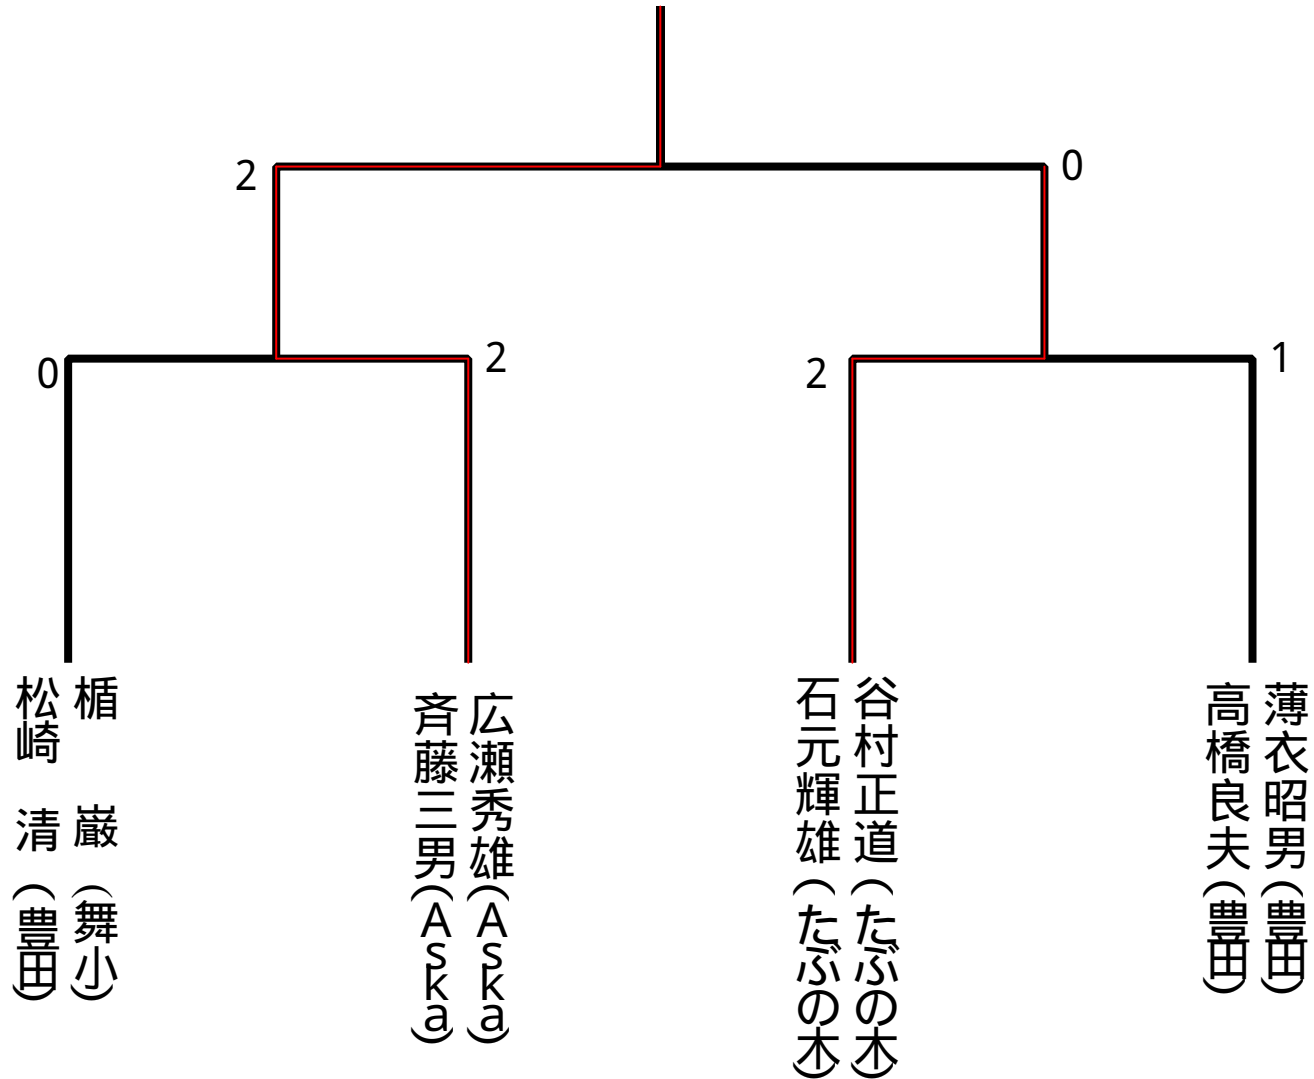 2
0
0
2
2
1
楯　巌（舞小）
松崎　清（豊田）
広瀬秀雄(Aska)
斉藤三男(Aska)
谷村正道（たぶの木）
石元輝雄（たぶの木）
薄衣昭男（豊田）
高橋良夫（豊田）